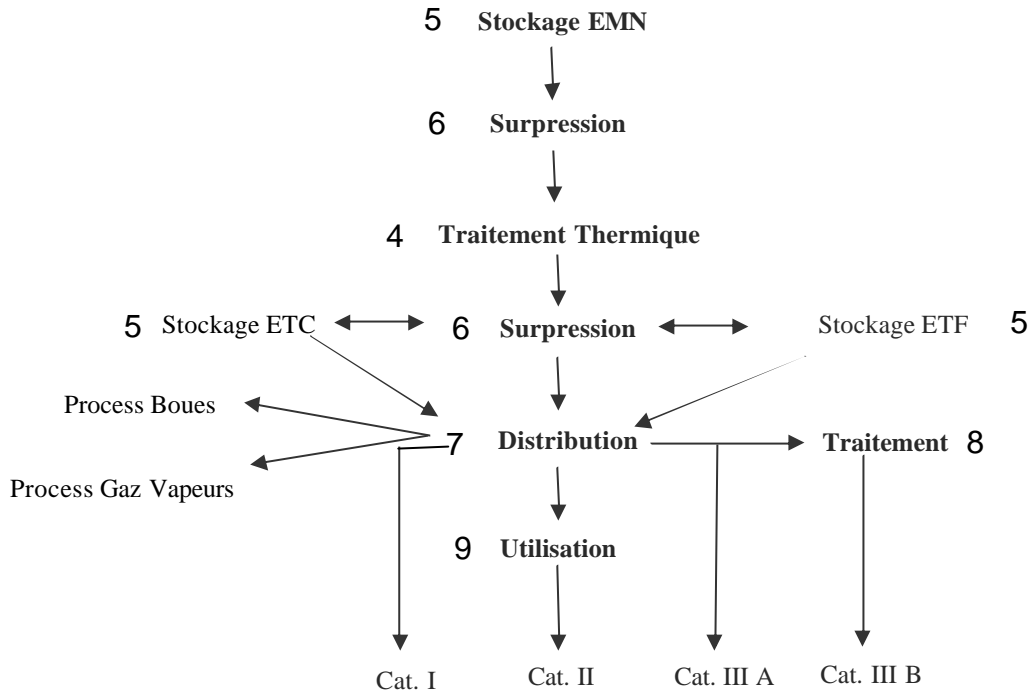 5 Stockage EMN
6 Surpression
4 Traitement Thermique
5 Stockage ETC 6 Surpression Stockage ETF 5
Process Boues
7 Distribution Traitement 8
Process Gaz Vapeurs
9 Utilisation
Cat. I Cat. II Cat. III A Cat. III B